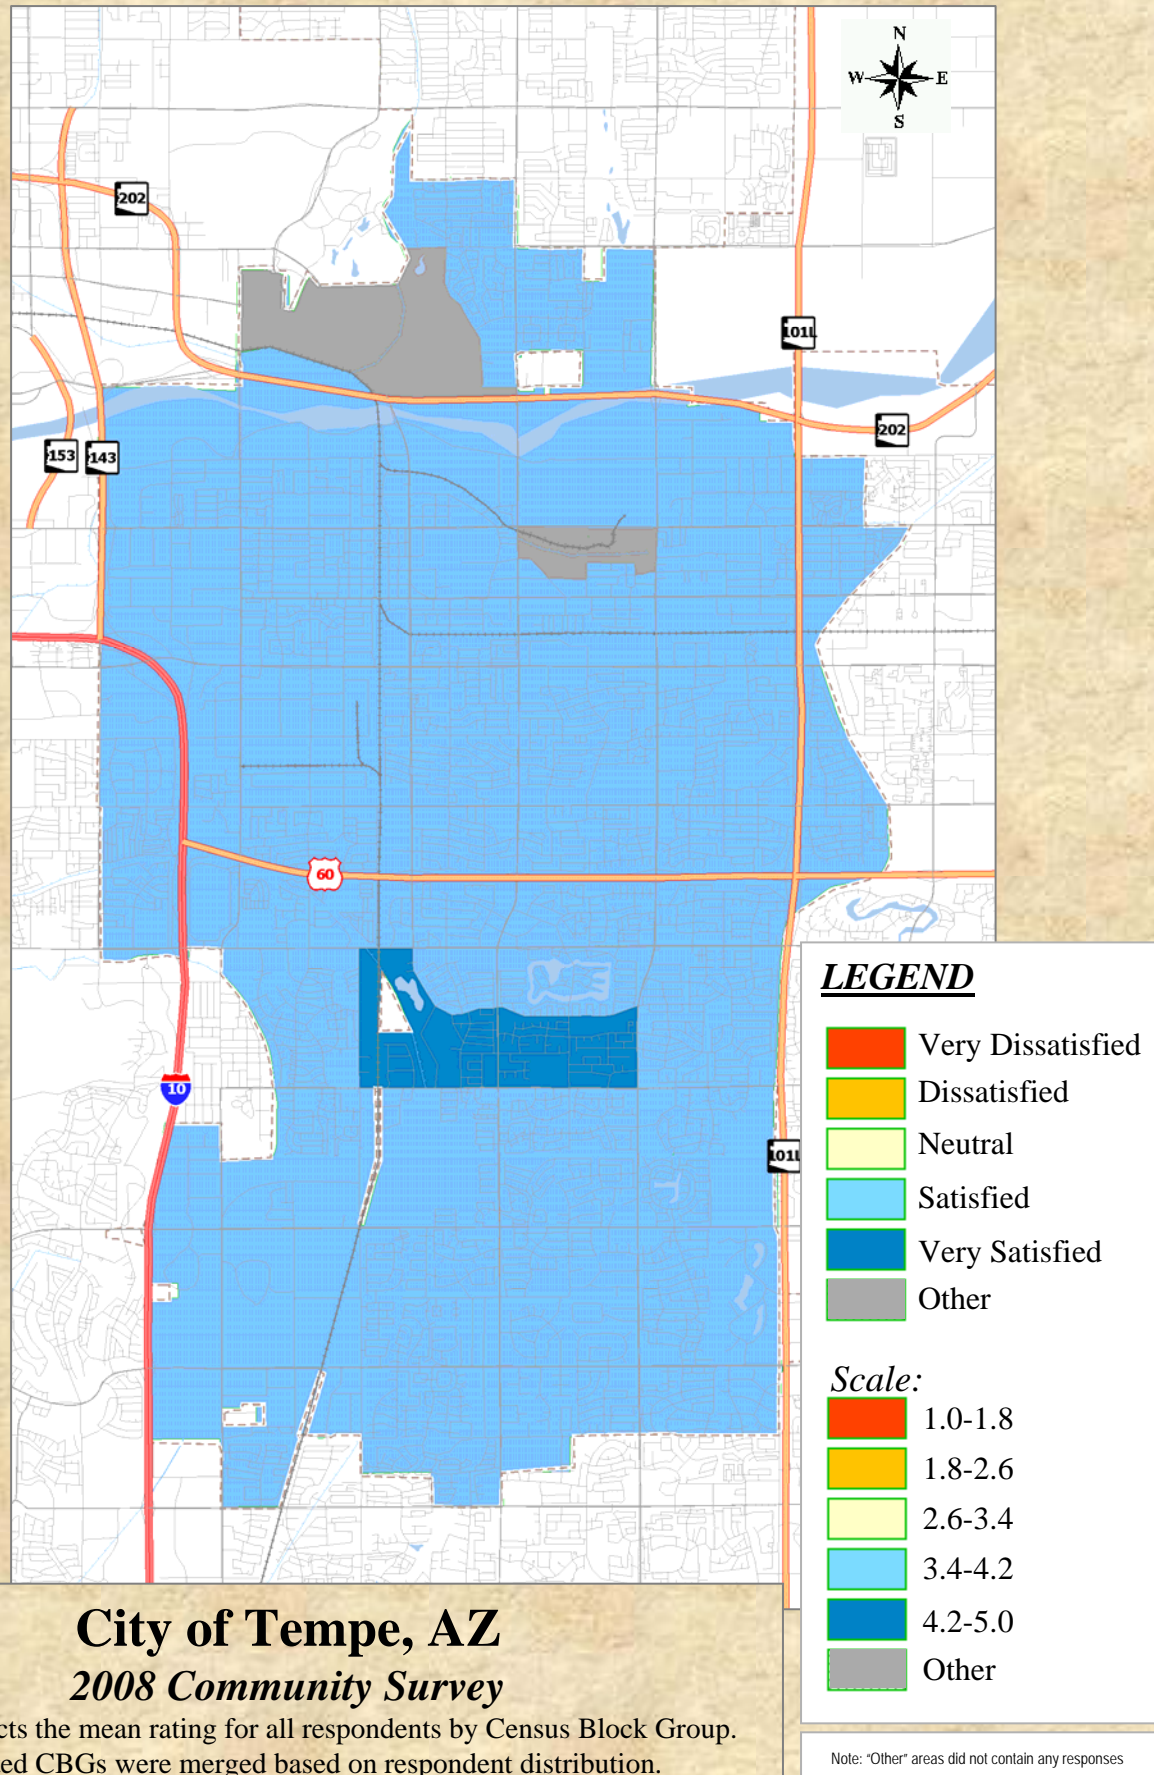 N
W E
S
202
101L
202
153
143
60
10
101L
LEGEND
Very Dissatisfied
Dissatisfied
Neutral
Satisfied
Very Satisfied
Other
Scale:
1.0-1.8
1.8-2.6
2.6-3.4
3.4-4.2
4.2-5.0
Other
City of Tempe, AZ
2008 Community Survey
cts the mean rating for all respondents by Census Block Group.
ed CBGs were merged based on respondent distribution.
Note: "Other" areas did not contain any responses